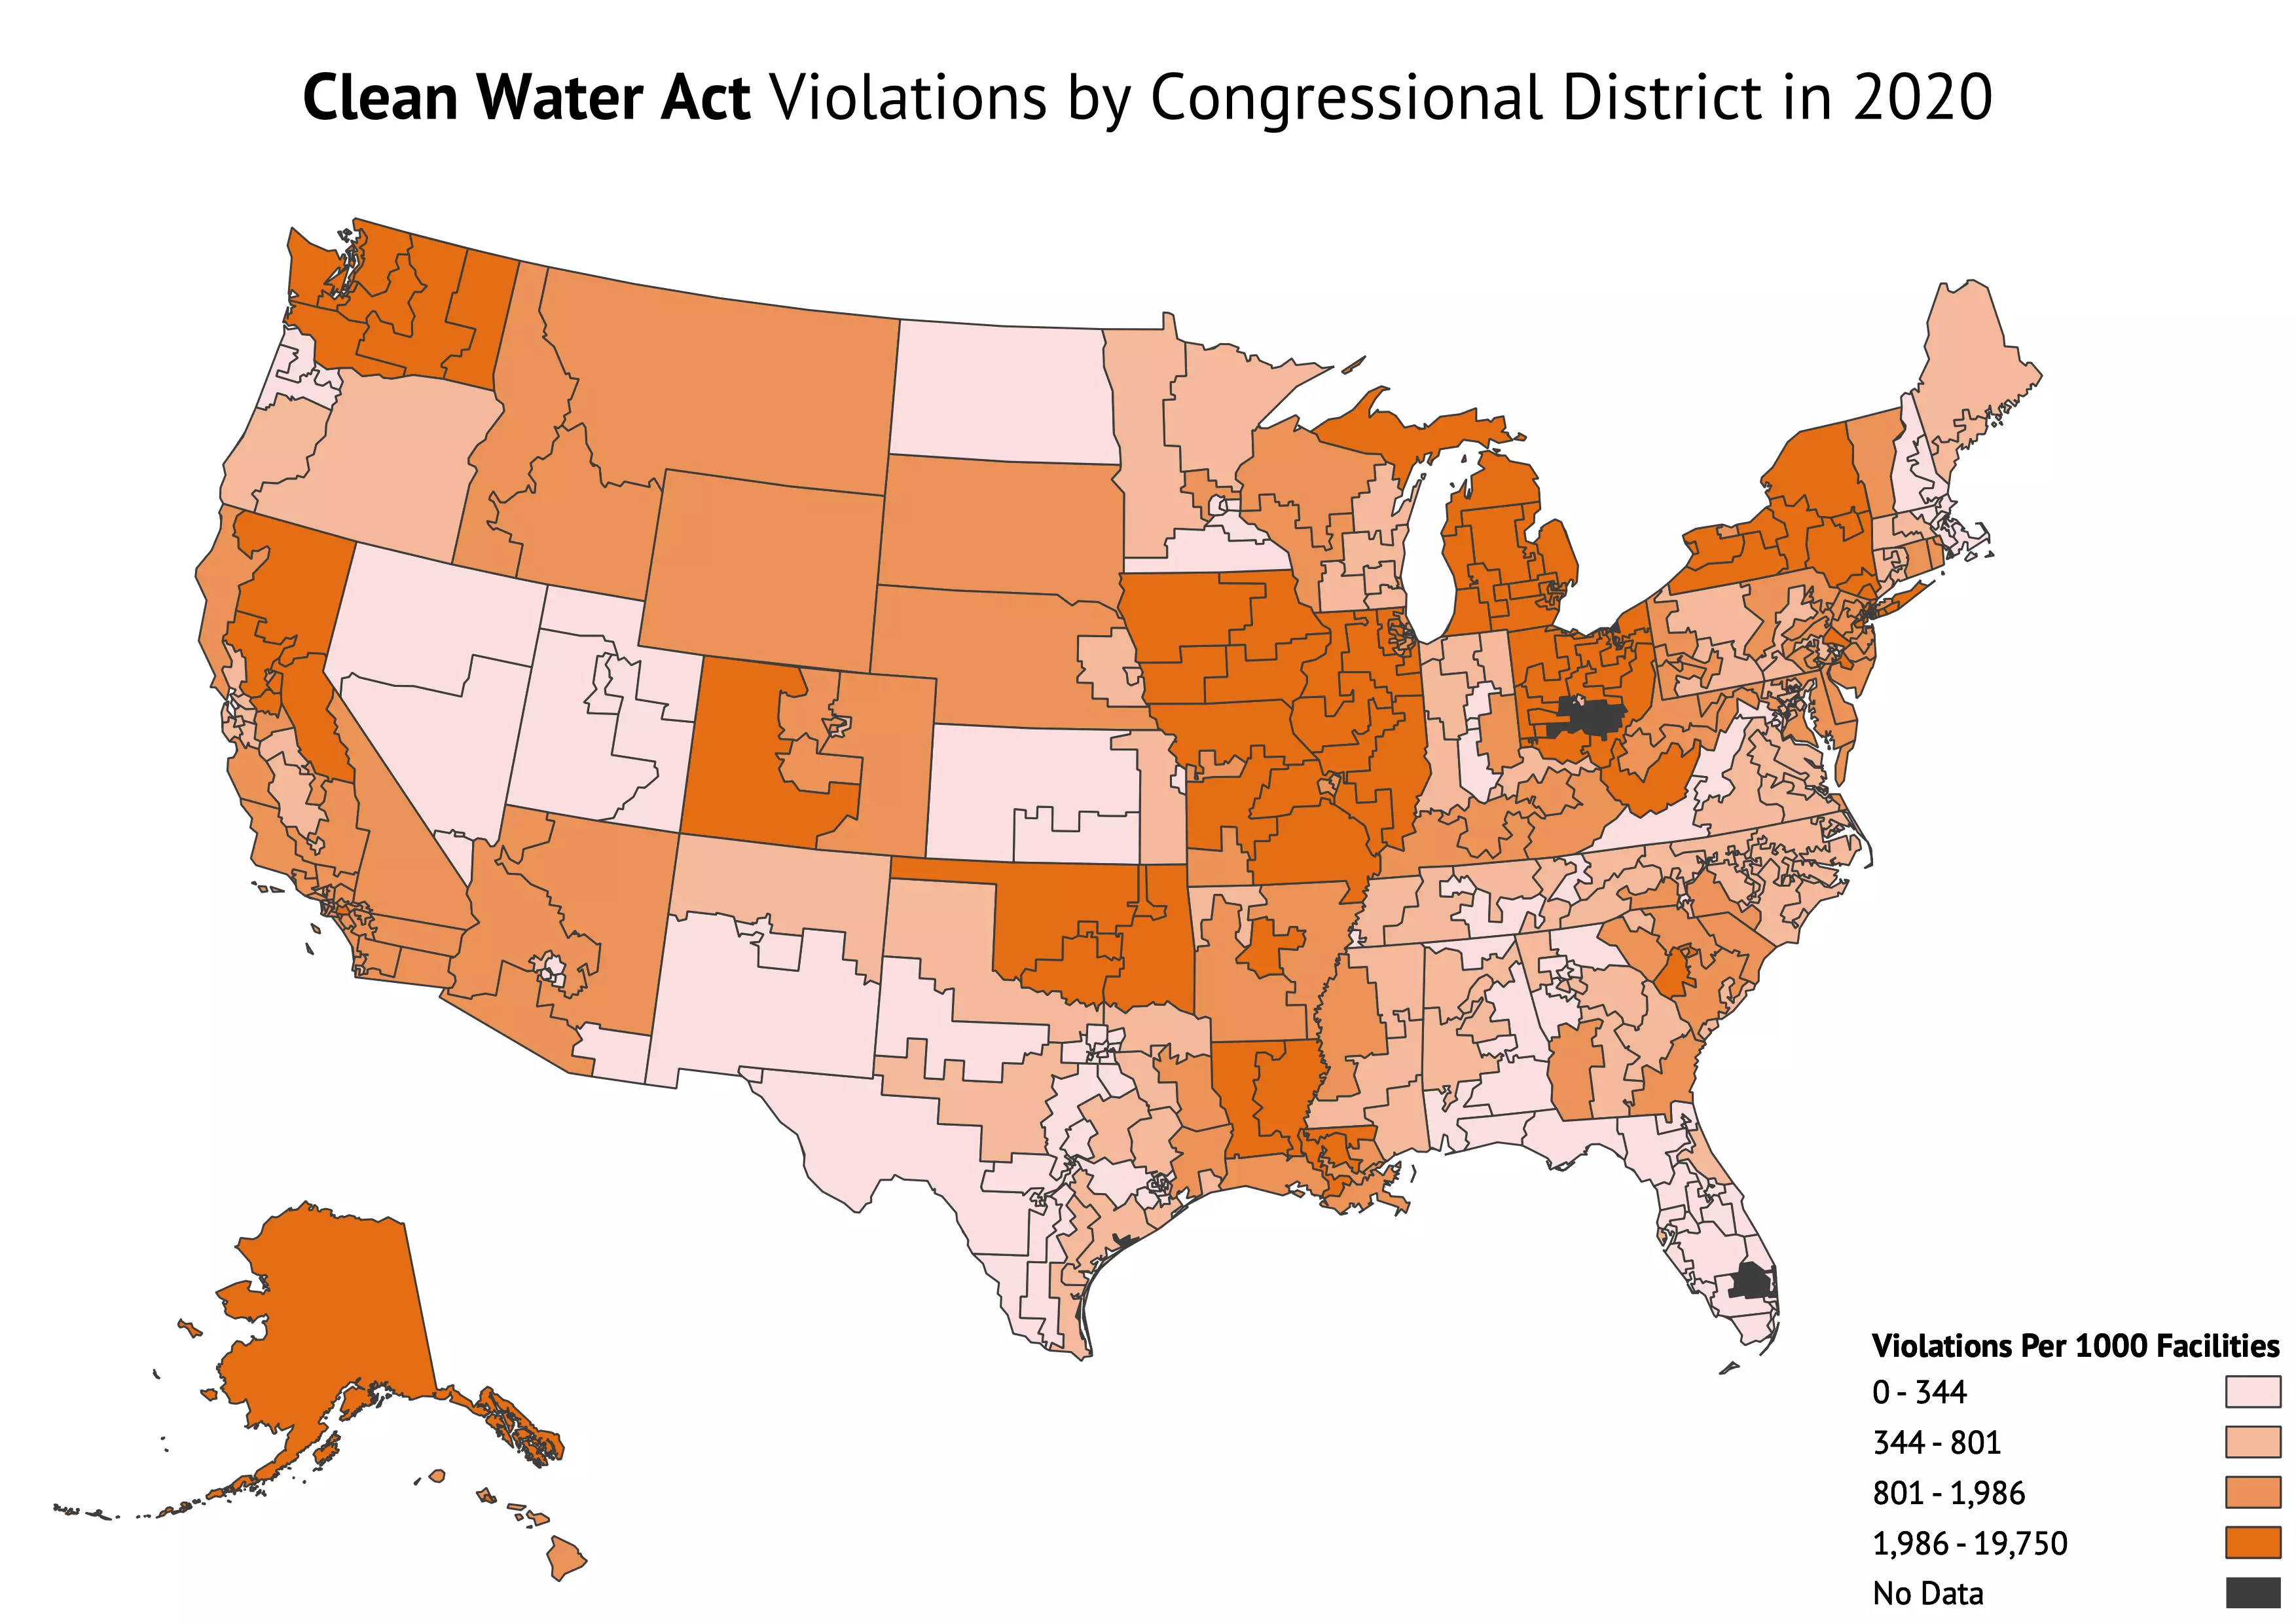 Clean Water Act Violations by Congressional District in 2020
Violations Per 1000 Facilities
0 - 344
344 - 801
801 - 1,986
1,986 - 19,750
No Data